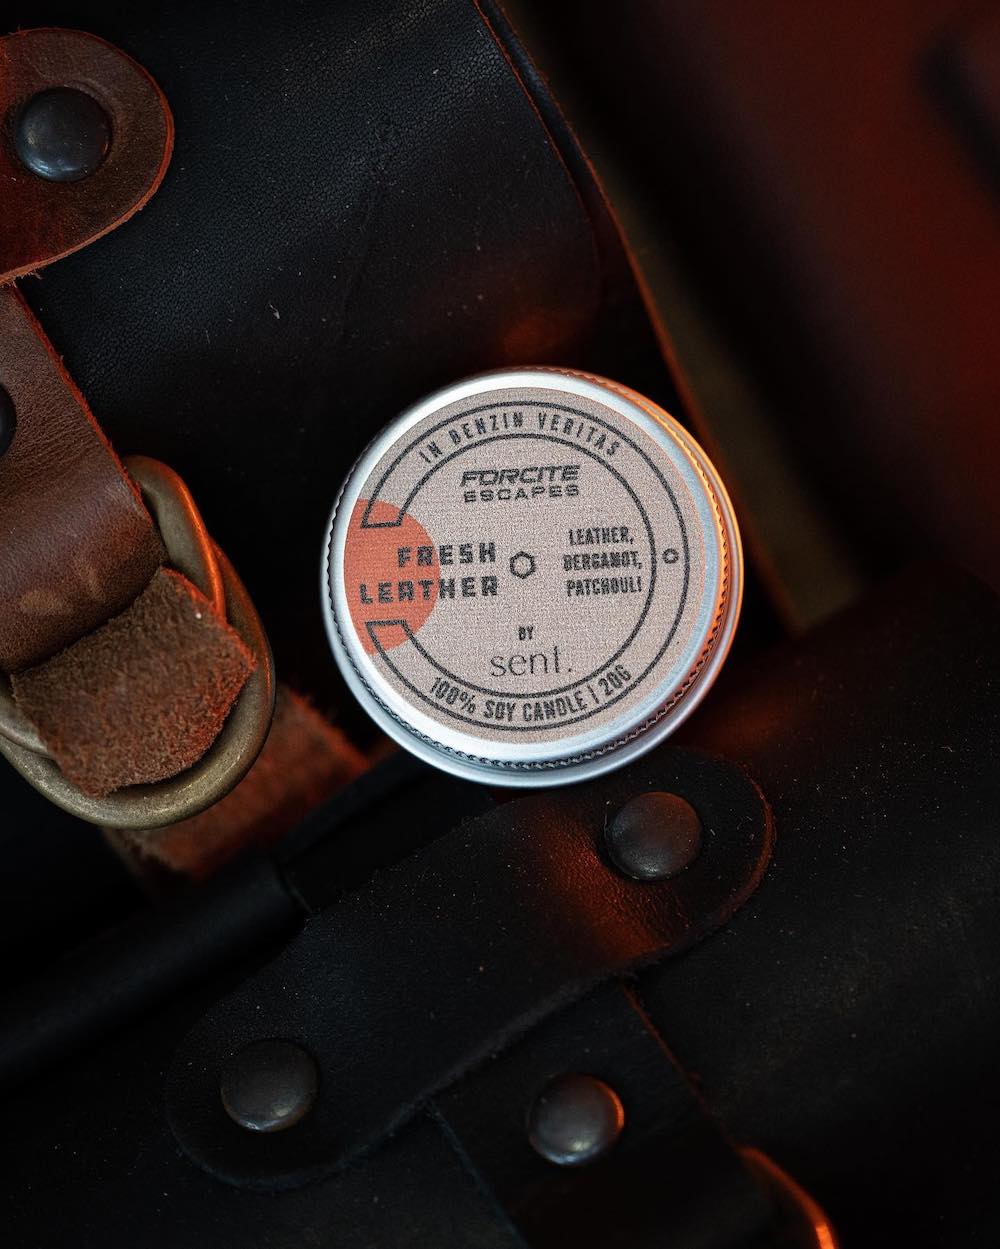 IN BENZIN VERITAS
FORCITE
ESCAPES
FRESH
LEATHER
LEATHER,
BERGAMOT,
PATCHOULI
BY
sent.
100% SOY CANDLE | 20G